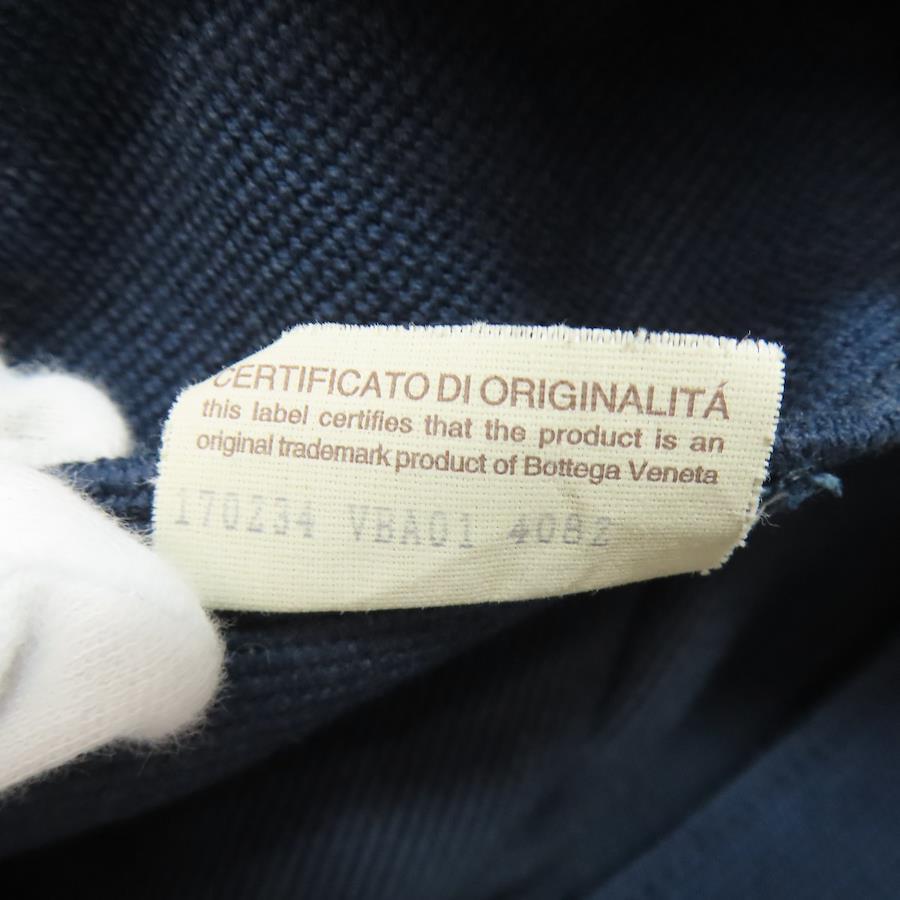 CERTIFICATO DI ORIGINALITÁ
this label certifies that the product is an
original trademark product of Bottega Veneta
170234 VBA01 4082